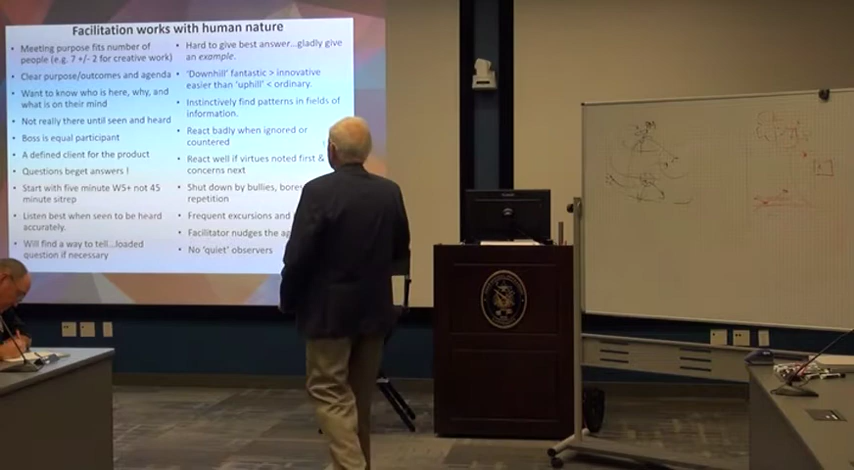 Facilitation works with human nature
• Meeting purpose fits number of
people (e.g. 7 +/- 2 for creative work)
• Clear purpose/outcomes and agenda
• Want to know who is here, why, and
what is on their mind
• Not really there until seen and heard
• Boss is equal participant
• A defined client for the product
• Questions beget answers !
• Start with five minute W5+ not 45
minute sitrep
• Listen best when seen to be heard
accurately.
• Will find a way to tell...loaded
question if necessary
• Hard to give best answer...gladly give
an example.
• 'Downhill' fantastic > innovative
easier than 'uphill' < ordinary.
• Instinctively find patterns in fields of
information.
• React badly when ignored or
countered
• React well if virtues noted first &
concerns next
• Shut down by bullies,
repetition
• Frequent excursions and
• Facilitator nudges the
• No 'quiet' observers